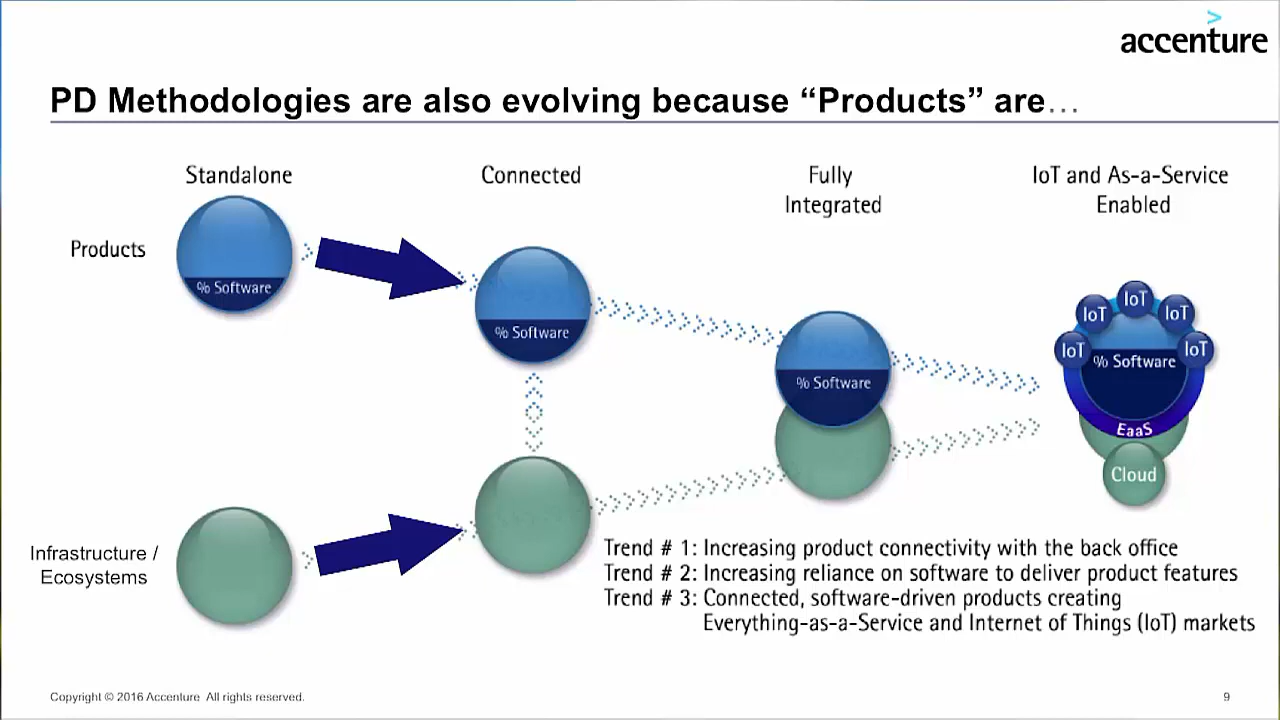 >
accenture
PD Methodologies are also evolving because “Products” are…
Standalone
Connected
Fully
Integrated
IoT and As-a-Service
Enabled
Products
% Software
% Software
% Software
IoT
IoT
IoT
IoT
IoT
% Software
EaaS
Cloud
Infrastructure /
Ecosystems
Trend # 1: Increasing product connectivity with the back office
Trend # 2: Increasing reliance on software to deliver product features
Trend # 3: Connected, software-driven products creating
Everything-as-a-Service and Internet of Things (IoT) markets
Copyright © 2016 Accenture All rights reserved.
9